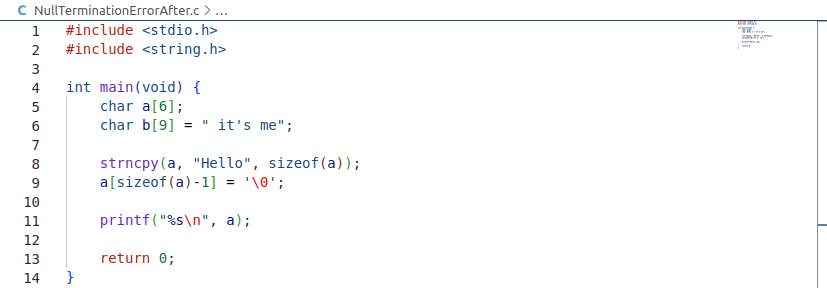 C NullTerminationErrorAfter.c > ...
1 #include <stdio.h>
2 #include <string.h>
3
4 int main(void) {
5     char a[6];
6     char b[9] = " it's me";
7
8     strncpy(a, "Hello", sizeof(a));
9     a[sizeof(a)-1] = '\0';
10
11     printf("%s\n", a);
12
13     return 0;
14 }